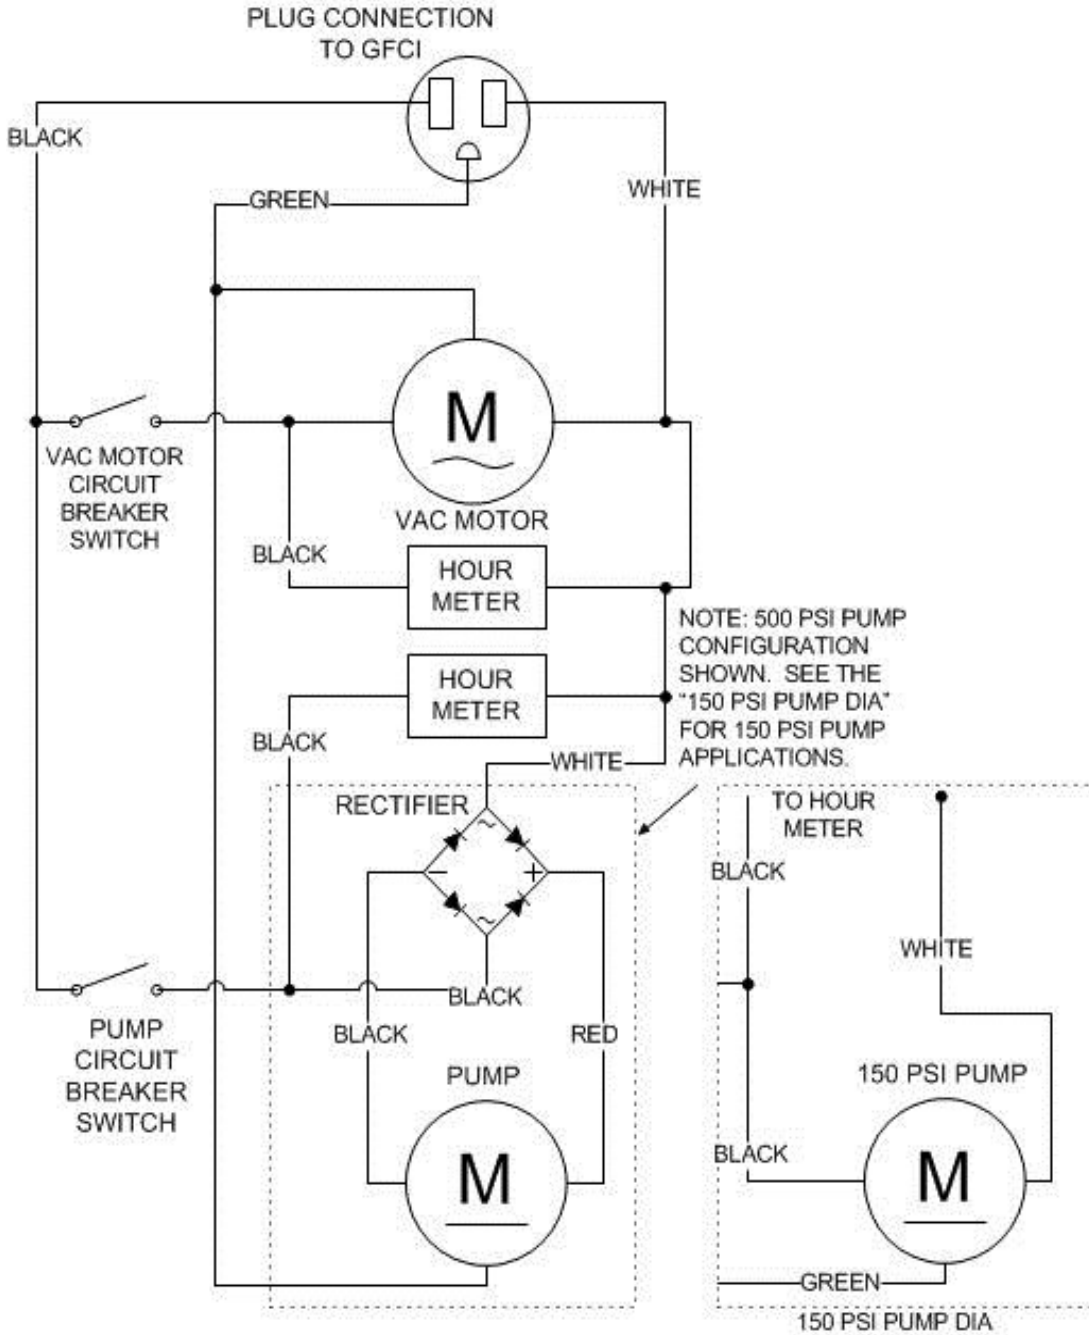 PLUG CONNECTION
TO GFCI
BLACK
WHITE
GREEN
M
VAC MOTOR
CIRCUIT
BREAKER
SWITCH
VAC MOTOR
BLACK
HOUR
METER
NOTE: 500 PSI PUMP
CONFIGURATION
SHOWN. SEE THE
"150 PSI PUMP DIA"
FOR 150 PSI PUMP
APPLICATIONS.
HOUR
METER
BLACK
WHITE
RECTIFIER
~
− +
~
BLACK
BLACK
RED
PUMP
CIRCUIT
BREAKER
SWITCH
PUMP
M
TO HOUR
METER
BLACK
WHITE
150 PSI PUMP
BLACK
M
GREEN
150 PSI PUMP DIA